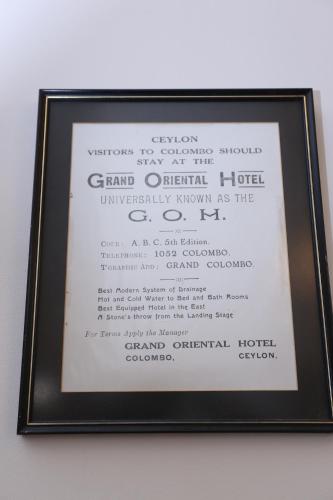 CEYLON
VISITORS TO COLOMBO SHOULD
STAY AT THE
GRAND ORIENTAL HOTEL
UNIVERSALLY KNOWN AS THE
G. O. H.
CODE: A. B. C. 5th Edition.
TELEPHONE: 1052 COLOMBO.
TGRAPHIC ADD: GRAND COLOMBO.
Best Modern System of Drainage
Hot and Cold Water to Bed and Bath Rooms
Best Equipped Hotel in the East
A Stone's throw from the Landing Stage
For Terms Apply the Manager
GRAND ORIENTAL HOTEL
COLOMBO, CEYLON.